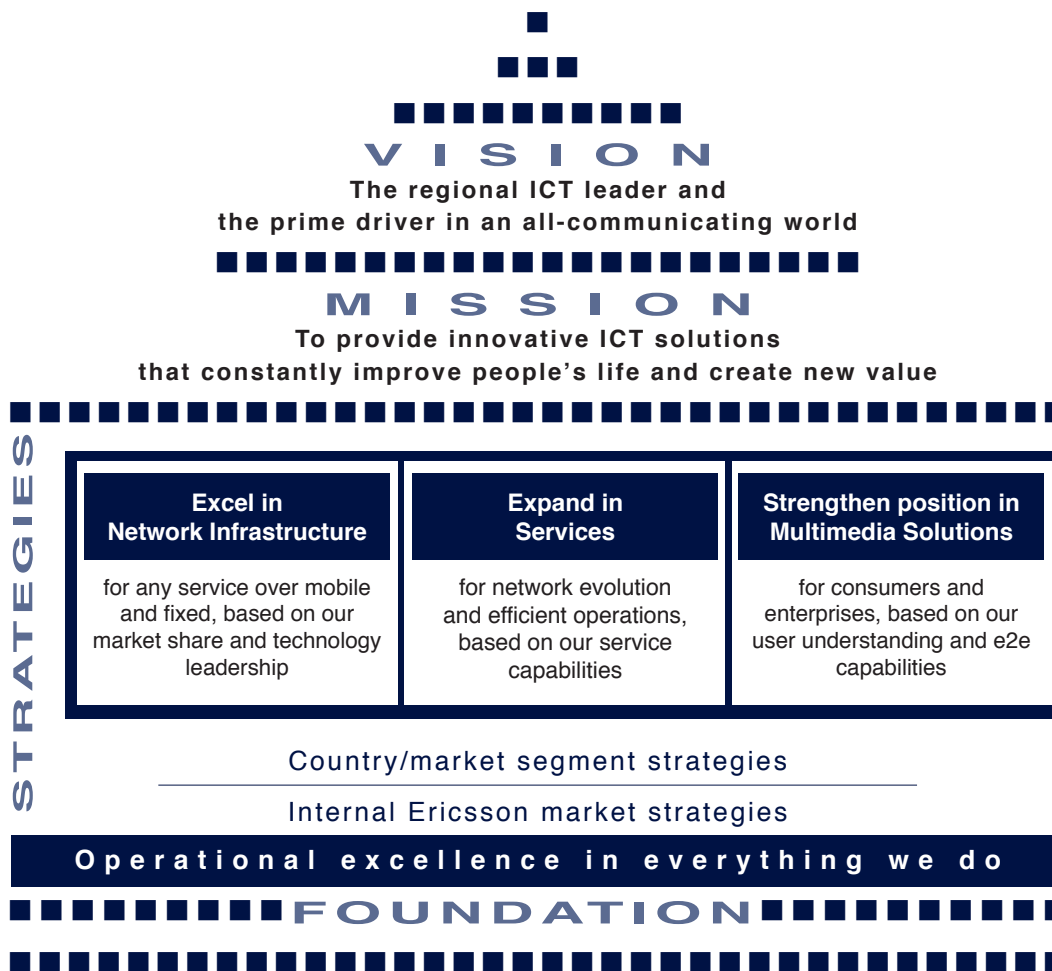 VISION
The regional ICT leader and
the prime driver in an all-communicating world
MISSION
To provide innovative ICT solutions
that constantly improve people’s life and create new value
STRATEGIES
Excel in
Network Infrastructure
for any service over mobile
and fixed, based on our
market share and technology
leadership
Expand in
Services
for network evolution
and efficient operations,
based on our service
capabilities
Strengthen position in
Multimedia Solutions
for consumers and
enterprises, based on our
user understanding and e2e
capabilities
Country/market segment strategies
Internal Ericsson market strategies
Operational excellence in everything we do
FOUNDATION